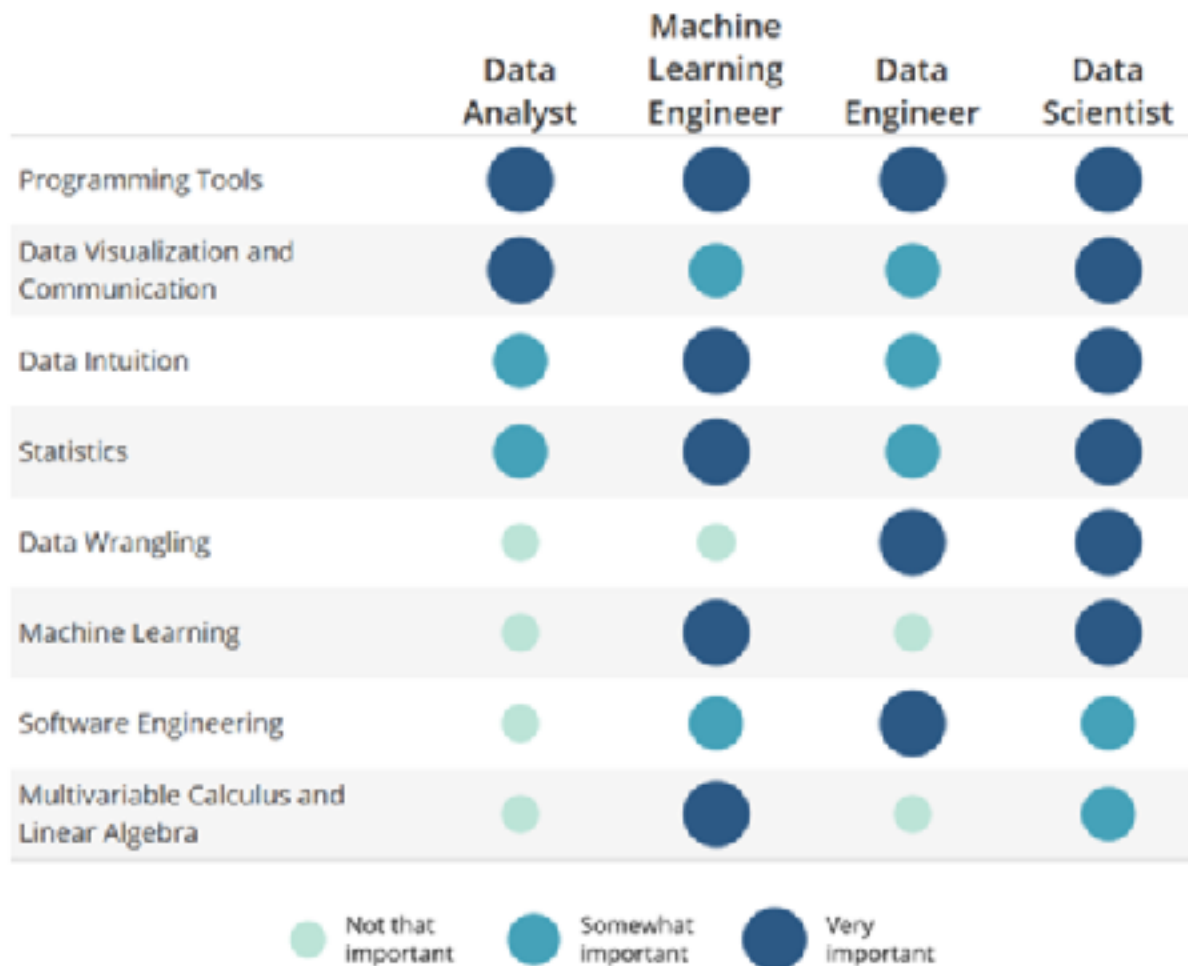 Machine
Data Learning Data Data
Analyst Engineer Engineer Scientist
Programming Tools
Data Visualization and
Communication
Data Intuition
Statistics
Data Wrangling
Machine Learning
Software Engineering
Multivariable Calculus and
Linear Algebra
Not that Somewhat Very
important important important